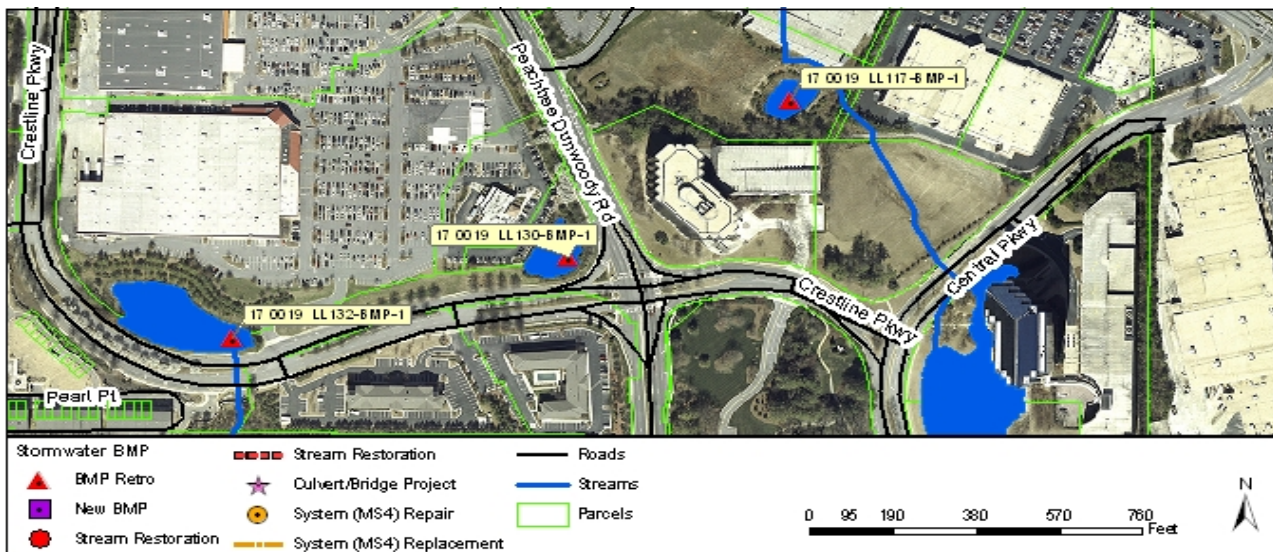 Crestline Pkwy
Peachtree Dunwoody Rd
17 0019 LL117-BMP-1
17 0019 LL130-BMP-1
17 0019 LL132-BMP-1
Central Pkwy
Crestline Pkwy
Pearl Pt
Stormwater BMP
BMP Retro
New BMP
Stream Restoration
Stream Restoration
Culvert/Bridge Project
System (MS4) Repair
System (MS4) Replacement
Roads
Streams
Parcels
0 95 190 380 570 760
Feet
N